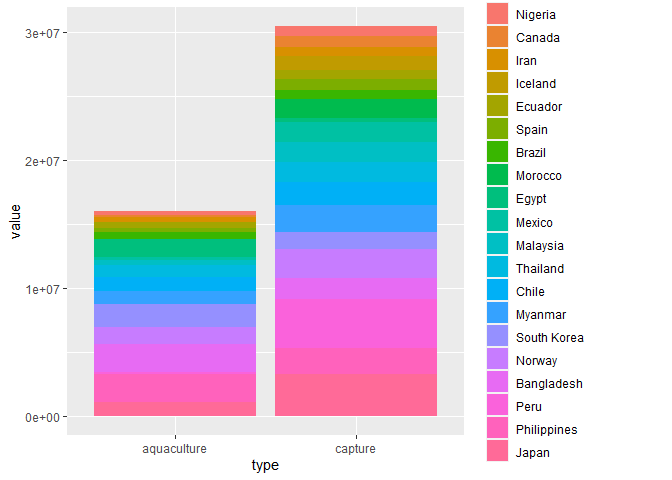 3e+07
2e+07
1e+07
0e+00
value
aquaculture
capture
type
Nigeria
Canada
Iran
Iceland
Ecuador
Spain
Brazil
Morocco
Egypt
Mexico
Malaysia
Thailand
Chile
Myanmar
South Korea
Norway
Bangladesh
Peru
Philippines
Japan